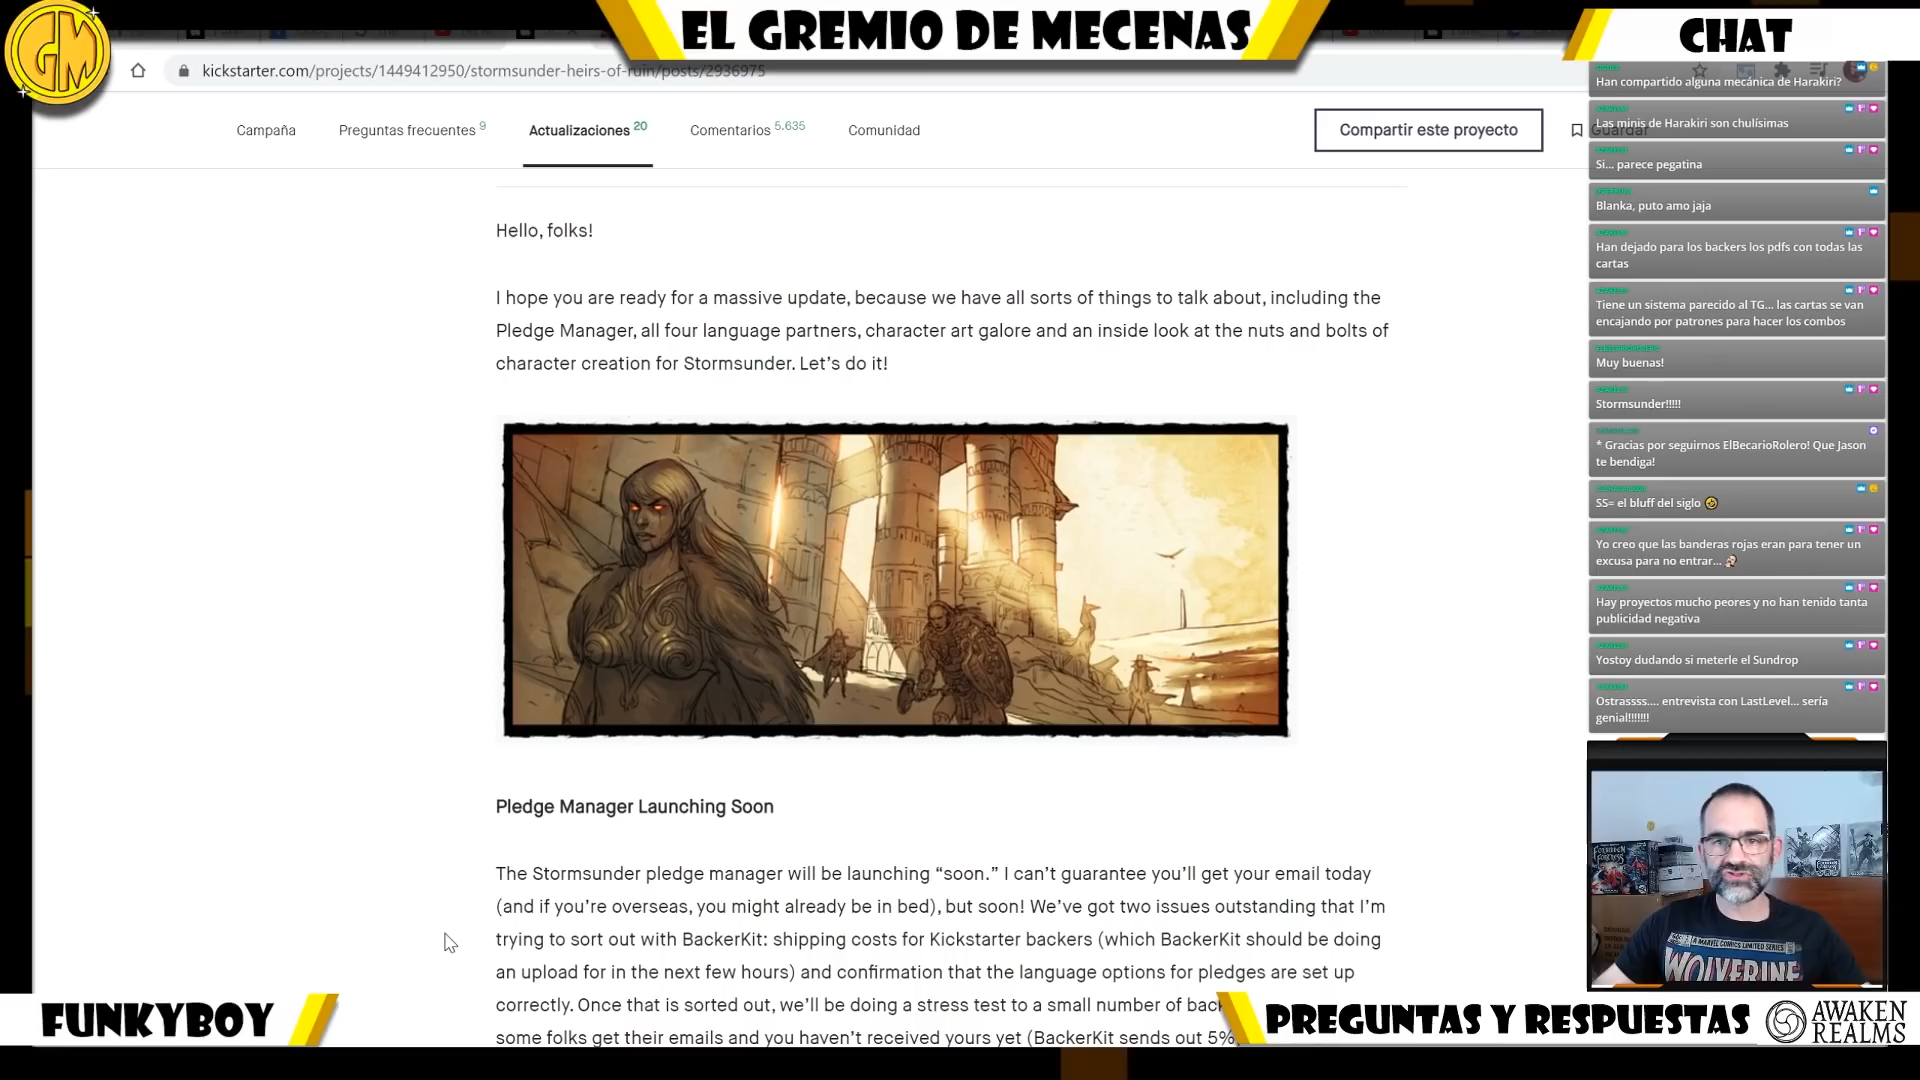 EL GREMIO DE MECENAS
CHAT
GM
kickstarter.com/projects/1449412950/stormsunder-heirs-of-ruin/posts/2936975
Campaña
Preguntas frecuentes 9
Actualizaciones 20
Comentarios 5.635
Comunidad
Compartir este proyecto
Guardar
Hello, folks!
I hope you are ready for a massive update, because we have all sorts of things to talk about, including the
Pledge Manager, all four language partners, character art galore and an inside look at the nuts and bolts of
character creation for Stormsunder. Let's do it!
Pledge Manager Launching Soon
The Stormsunder pledge manager will be launching “soon.” I can't guarantee you'll get your email today
(and if you're overseas, you might already be in bed), but soon! We've got two issues outstanding that I'm
trying to sort out with BackerKit: shipping costs for Kickstarter backers (which BackerKit should be doing
an upload for in the next few hours) and confirmation that the language options for pledges are set up
correctly. Once that is sorted out, we'll be doing a stress test to a small number of bac
some folks get their emails and you haven't received yours yet (BackerKit sends out 5%
Han compartido alguna mecánica de Harakiri?
Las minis de Harakiri son chulísimas
Si... parece pegatina
Blanka, puto amo jaja
Han dejado para los backers los pdfs con todas las
cartas
Tiene un sistema parecido al TG... las cartas se van
encajando por patrones para hacer los combos
Muy buenas!
Stormsunder!!!!!
* Gracias por seguirnos ElBecarioRolero! Que Jason
te bendiga!
SS= el bluff del siglo
Yo creo que las banderas rojas eran para tener un
excusa para no entrar...
Hay proyectos mucho peores y no han tenido tanta
publicidad negativa
Yostoy dudando si meterle el Sundrop
Ostrassss.... entrevista con LastLevel... sería
genial!!!!!!!
FORBIDDEN
FORTRESS
A MARVEL COMICS LIMITED SERIES
WOLVERINE
FUNKYBOY
PREGUNTAS Y RESPUESTAS
AWAKEN
REALMS